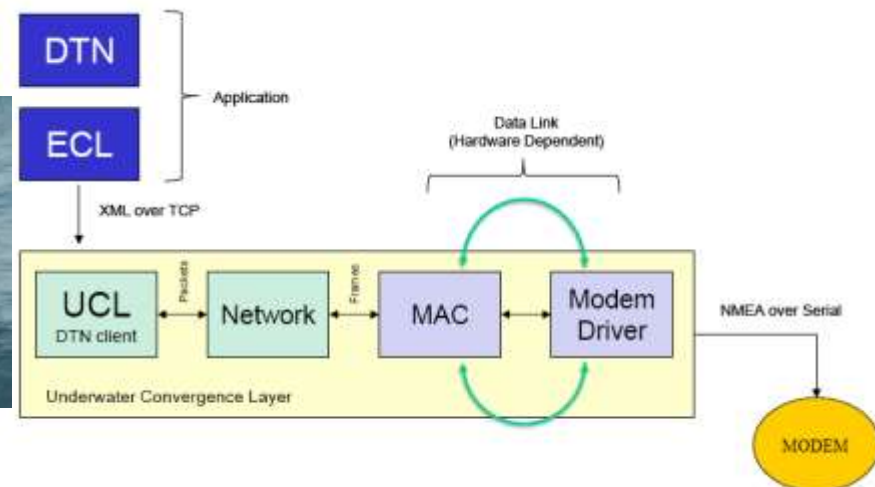 DTN
Application
ECL
Data Link
(Hardware Dependent)
XML over TCP
UCL
DTN client
Packets
Network
Frames
MAC
Modem
Driver
NMEA over Serial
Underwater Convergence Layer
MODEM